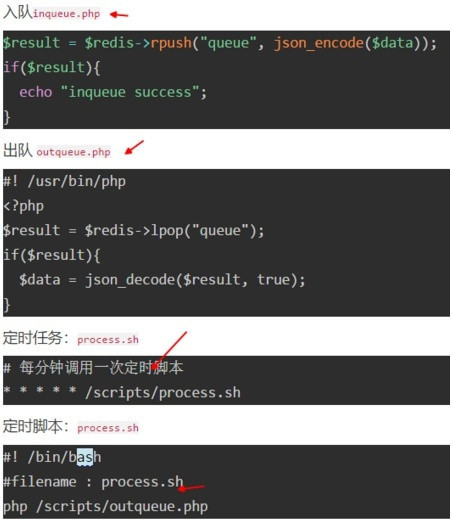 入队inqueue.php
$result = $redis->rpush("queue", json_encode($data));
if($result){
  echo "inqueue success";
}
出队 outqueue.php
#! /usr/bin/php
<?php
$result = $redis->lpop("queue");
if($result){
  $data = json_decode($result, true);
}
定时任务：process.sh
# 每分钟调用一次定时脚本
* * * * * /scripts/process.sh
定时脚本：process.sh
#! /bin/bash
#filename : process.sh
php /scripts/outqueue.php